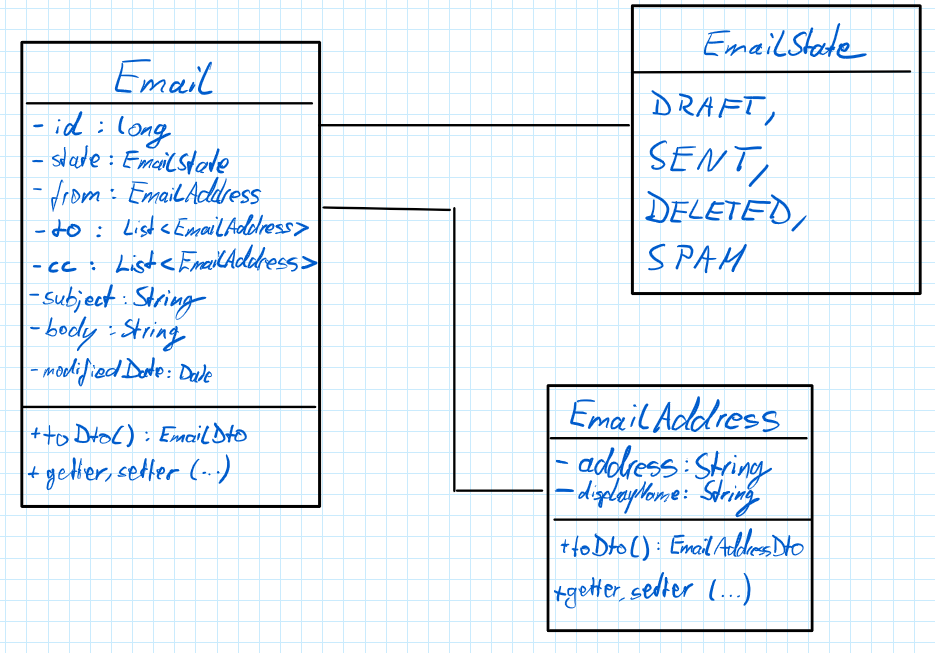 Email
- id : long
- state : EmailState
- from : EmailAddress
- to : List<EmailAddress>
- cc : List<EmailAddress>
- subject : String
- body : String
- modifiedDate : Date
+ toDto() : EmailDto
+ getter, setter (...)
EmailState
DRAFT,
SENT,
DELETED,
SPAM
EmailAddress
- address : String
- displayName : String
+ toDto() : EmailAddressDto
+ getter, setter (...)